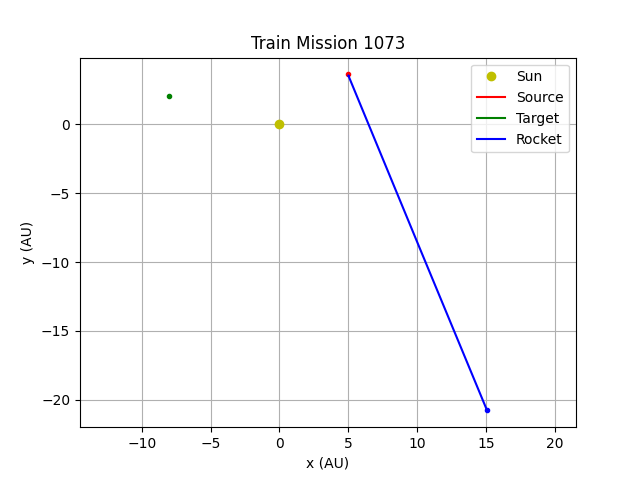 Train Mission 1073
Sun
Source
Target
Rocket
0
−5
−10
−15
−20
y (AU)
−10
−5
0
5
10
15
20
x (AU)